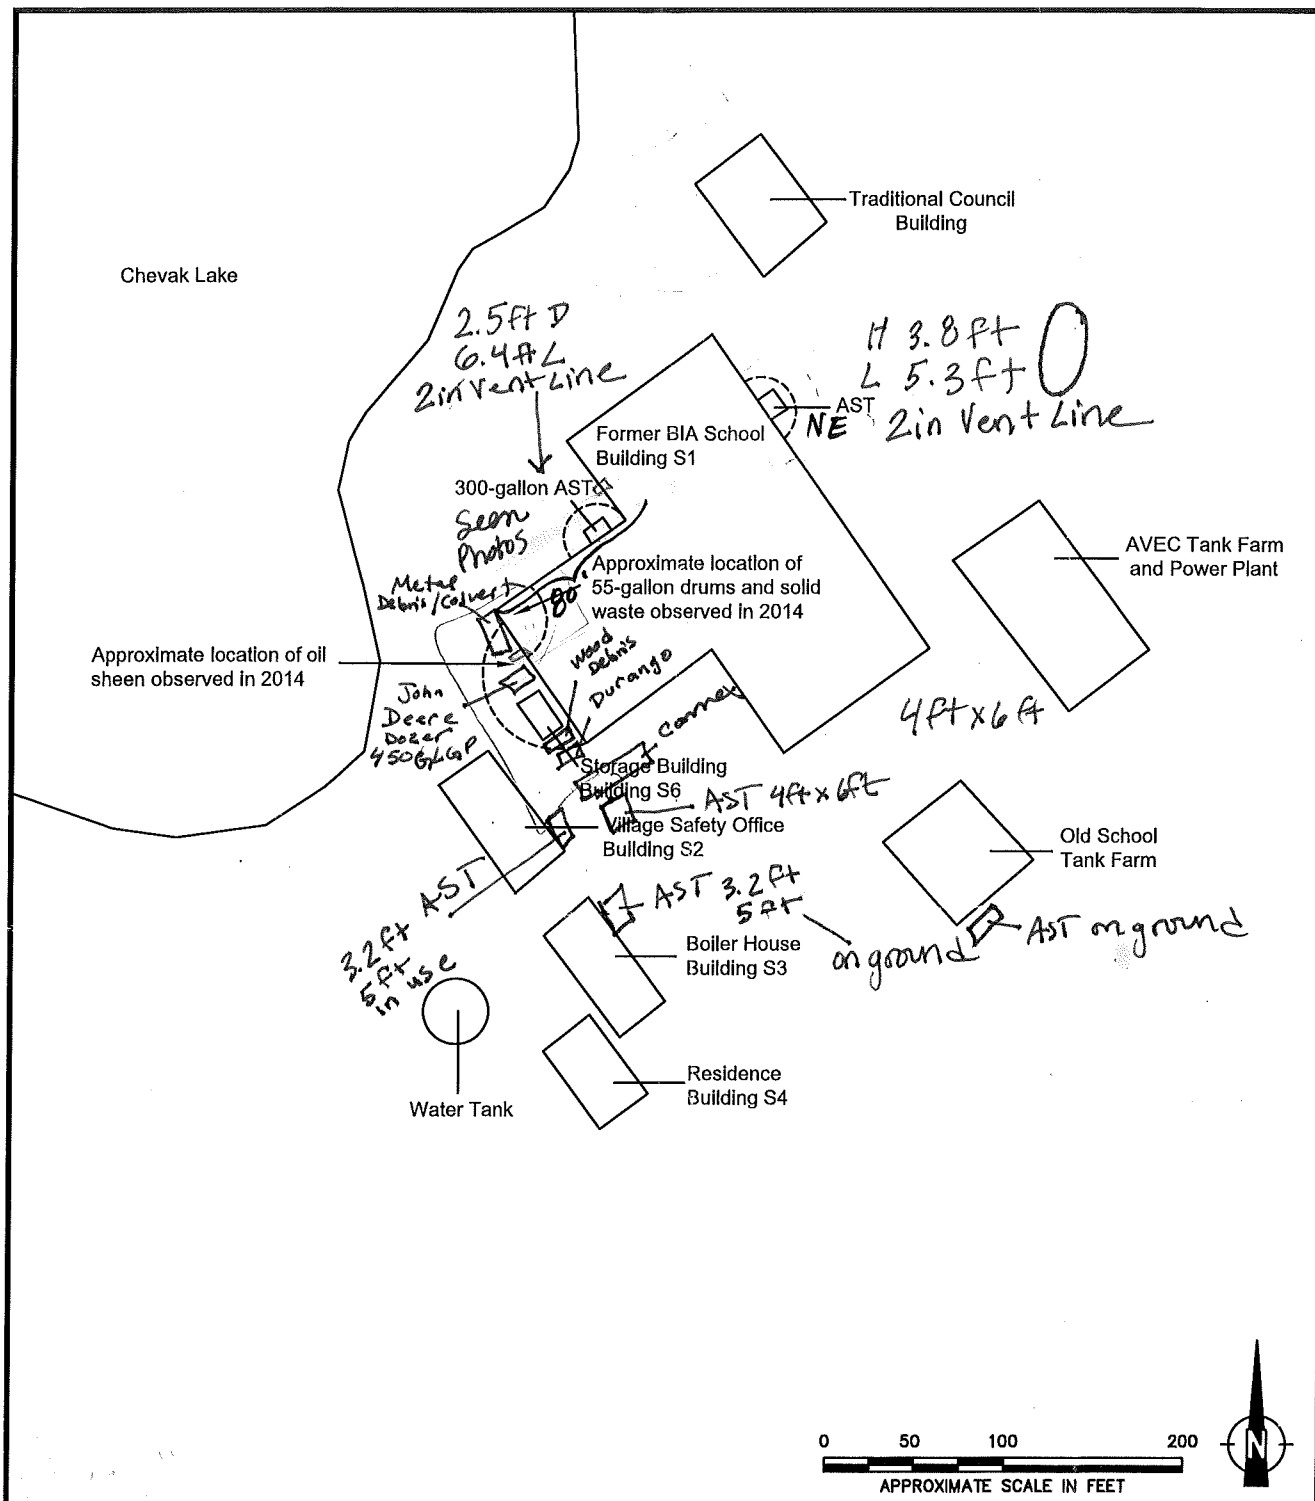 Traditional Council
Building
Chevak Lake
2.5ft D
6.4ft L
2in Vent Line
H 3.8ft
L 5.3ft
AST
NE
2in Vent Line
Former BIA School
Building S1
300-gallon AST
Seen
Photos
AVEC Tank Farm
and Power Plant
Approximate location of
55-gallon drums and solid
waste observed in 2014
80'
Metal
Debris/Colvert
Wood
Debris
Durango
Approximate location of oil
sheen observed in 2014
John
Deere
Dozer
450G LGP
connex
4ft x 6ft
Storage Building
Building S6
AST 4ft x 6ft
Village Safety Office
Building S2
Old School
Tank Farm
AST
3.2ft
5ft
in use
AST 3.2ft
5ft
on ground
AST on ground
Boiler House
Building S3
Residence
Building S4
Water Tank
0 50 100 200
APPROXIMATE SCALE IN FEET
N